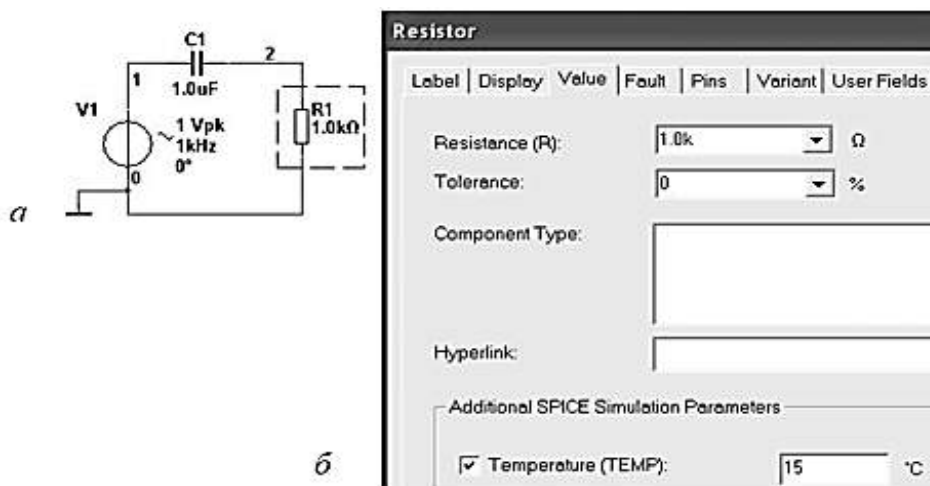 C1
1
2
1.0uF
V1
R1
1.0kΩ
1 Vpk
1kHz
0°
0
а
Resistor
Label Display Value Fault Pins Variant User Fields
Resistance (R): 1.0k Ω
Tolerance: 0 %
Component Type:
Hyperlink:
Additional SPICE Simulation Parameters
Temperature (TEMP): 15 °C
б